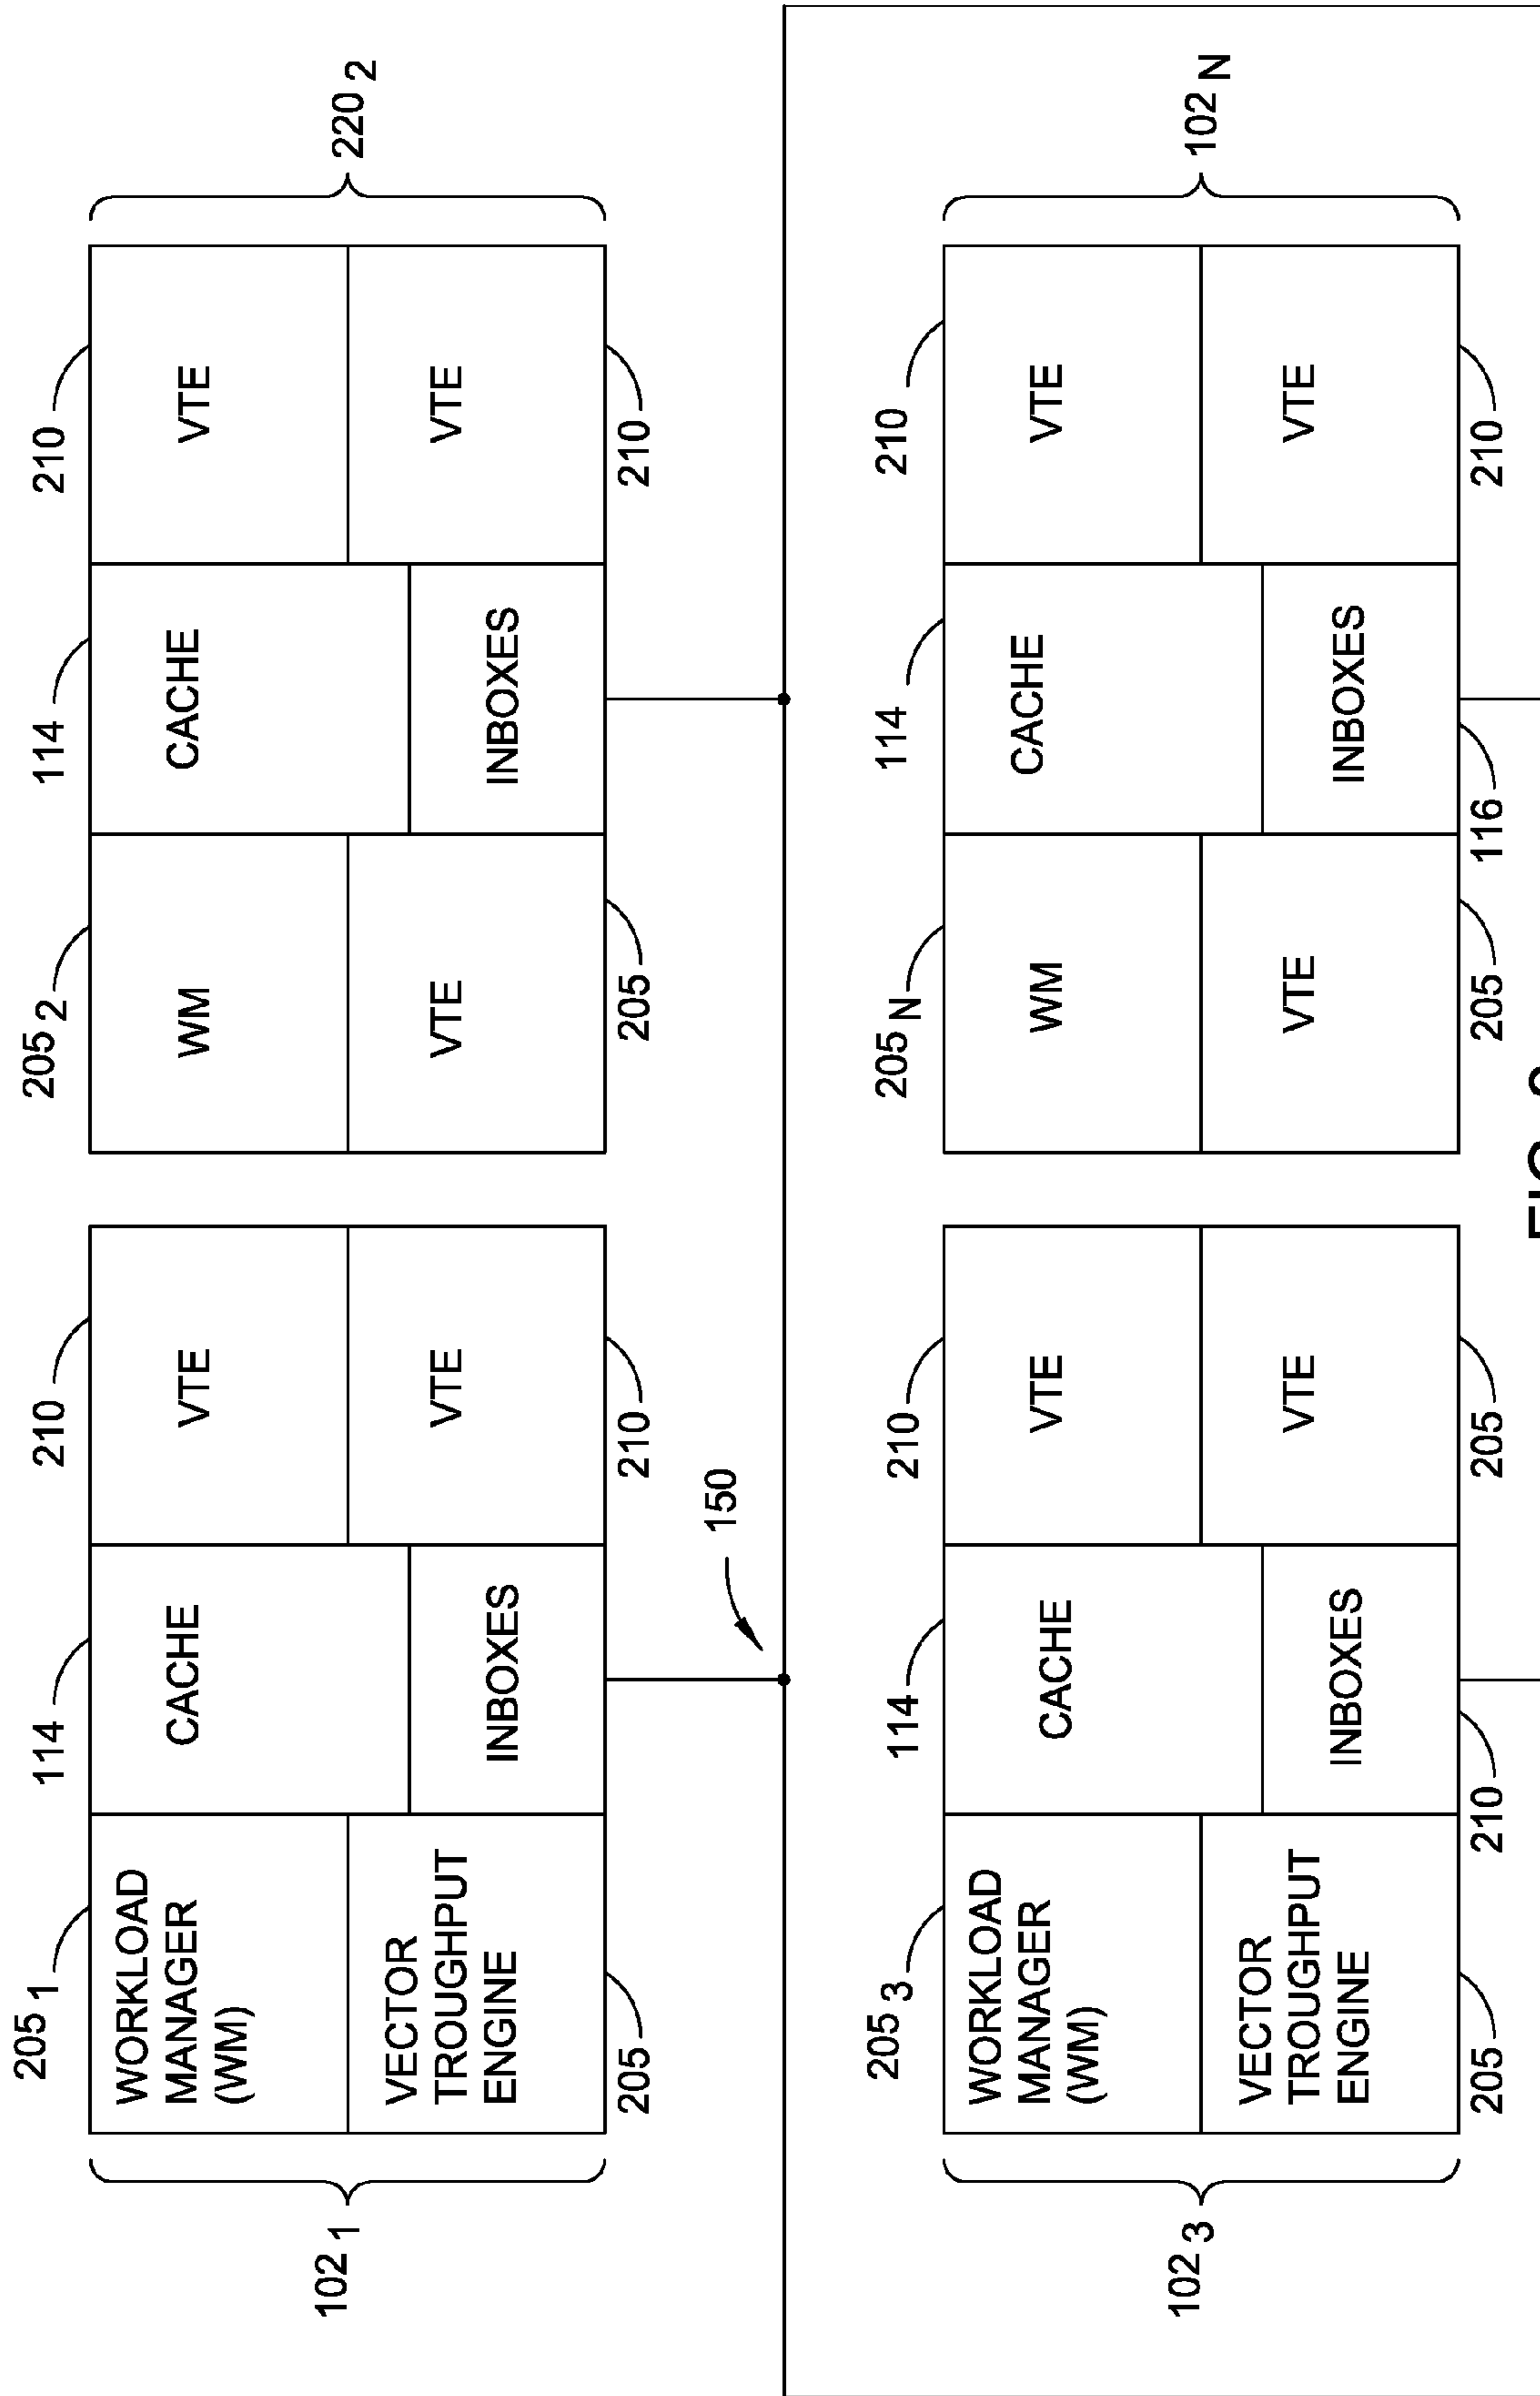 205 1
114
210
205 2
114
210
102 1
WORKLOAD
MANAGER
(WM)
CACHE
VTE
WM
CACHE
VTE
220 2
VECTOR
TROUGHPUT
ENGINE
INBOXES
VTE
VTE
INBOXES
VTE
205
210
205
210
150
205 3
114
210
205 N
114
210
102 3
WORKLOAD
MANAGER
(WM)
CACHE
VTE
WM
CACHE
VTE
102 N
VECTOR
TROUGHPUT
ENGINE
INBOXES
VTE
VTE
INBOXES
VTE
205
210
205
205
116
210
FIG.